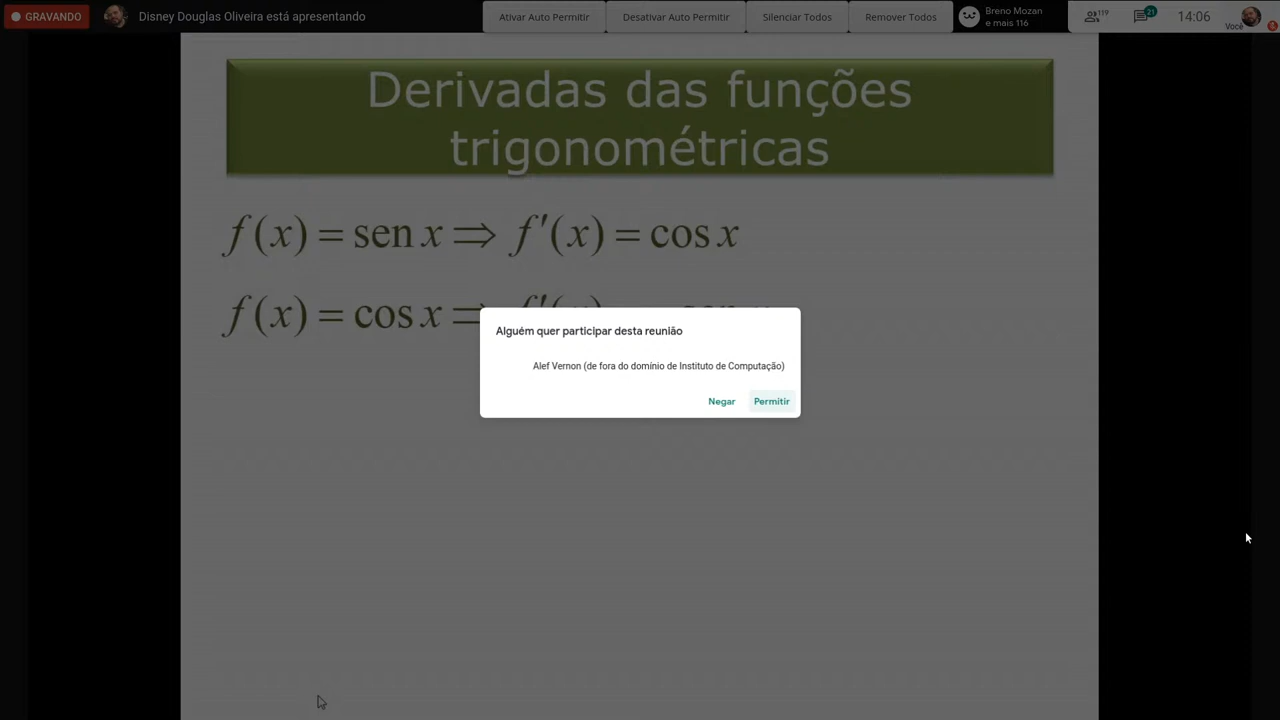 GRAVANDO
Disney Douglas Oliveira está apresentando
Ativar Auto Permitir
Desativar Auto Permitir
Silenciar Todos
Remover Todos
Breno Mozan
e mais 116
119
21
14:06
Você
Derivadas das funções
trigonométricas
f(x) = sen x ⇒ f'(x) = cos x
f(x) = cos x ⇒ f'(x)
Alguém quer participar desta reunião
Alef Vernon (de fora do domínio de Instituto de Computação)
Negar
Permitir